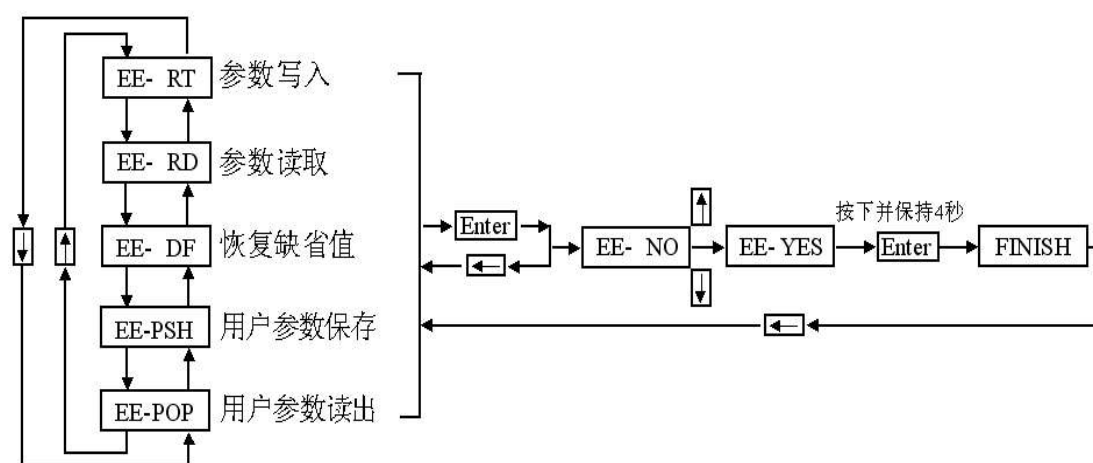 EE- RT 参数写入
EE- RD 参数读取
EE- DF 恢复缺省值
EE-PSH 用户参数保存
EE-POP 用户参数读出
Enter
EE- NO
EE-YES
按下并保持4秒
Enter
FINISH